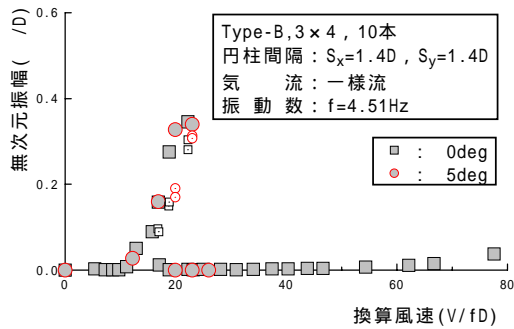 Type-B,3×4,10本
円柱間隔:Sx=1.4D,Sy=1.4D
気流:一様流
振動数:f=4.51Hz
: 0deg
: 5deg
無次元振幅( /D)
0.6
0.4
0.2
0.0
0 20 40 60 80
換算風速(V/fD)